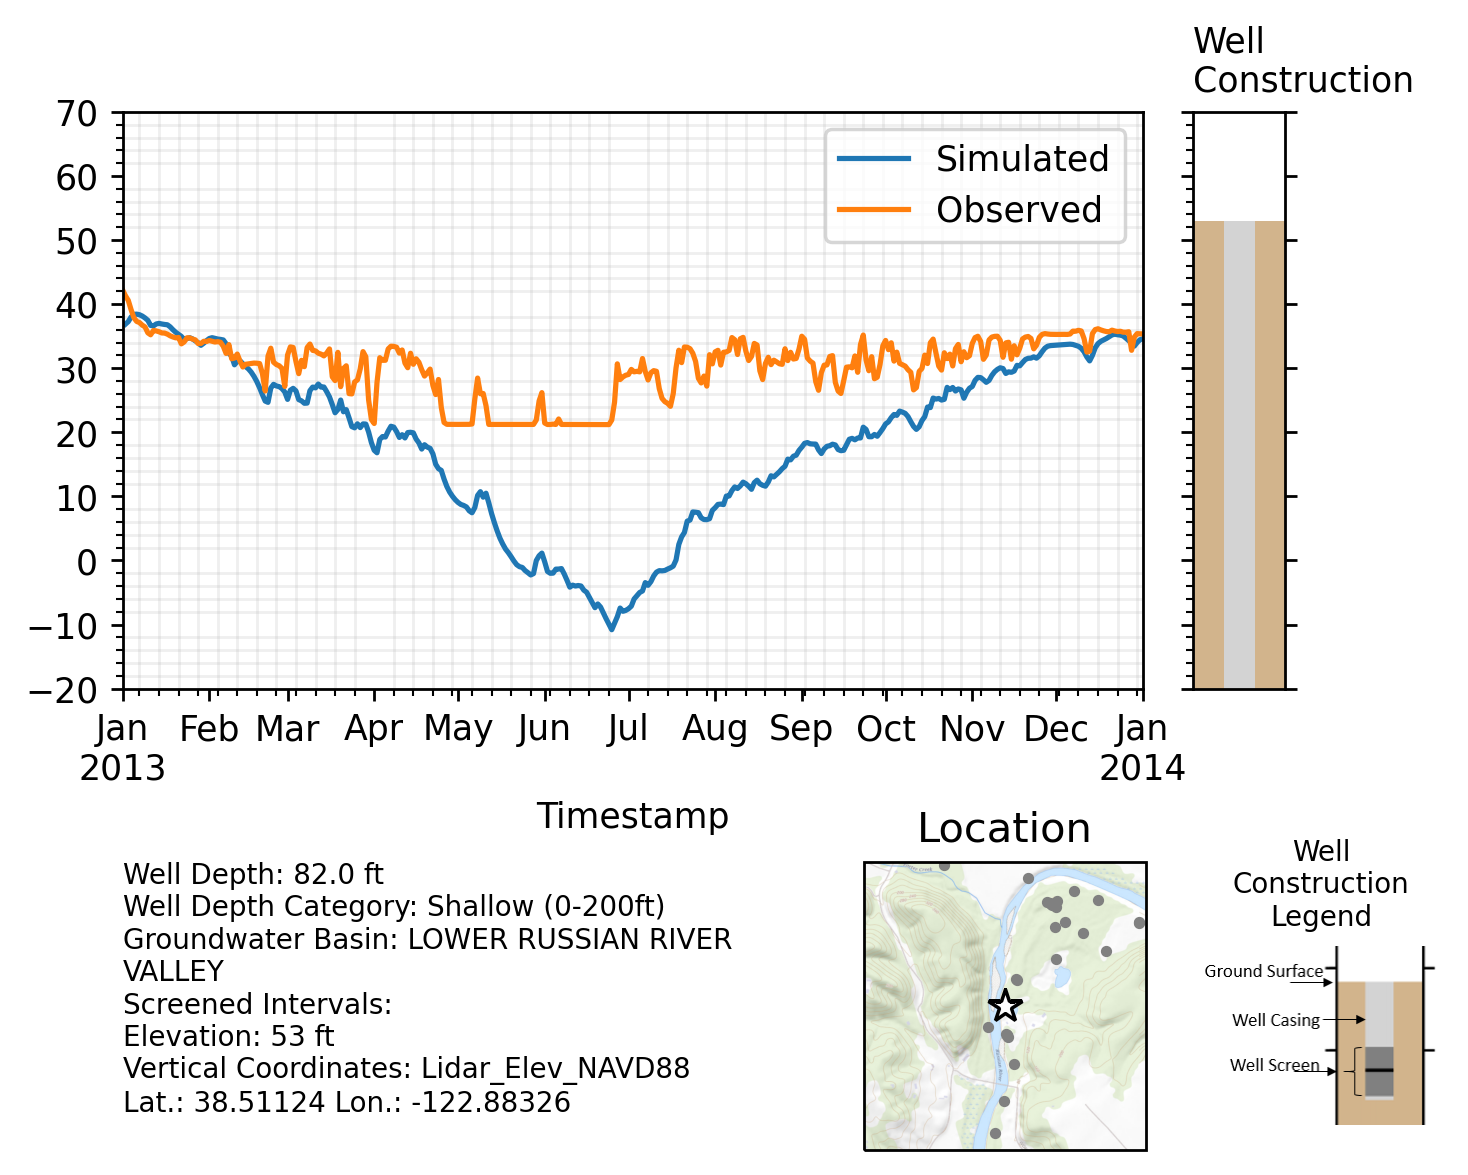 Well
Construction
70
60
50
40
30
20
10
0
−10
−20
Simulated
Observed
Jan Feb Mar Apr May Jun Jul Aug Sep Oct Nov Dec Jan
2013 2014
Timestamp
Well Depth: 82.0 ft
Well Depth Category: Shallow (0-200ft)
Groundwater Basin: LOWER RUSSIAN RIVER
VALLEY
Screened Intervals:
Elevation: 53 ft
Vertical Coordinates: Lidar_Elev_NAVD88
Lat.: 38.51124 Lon.: -122.88326
Location
Well
Construction
Legend
Ground Surface
Well Casing
Well Screen